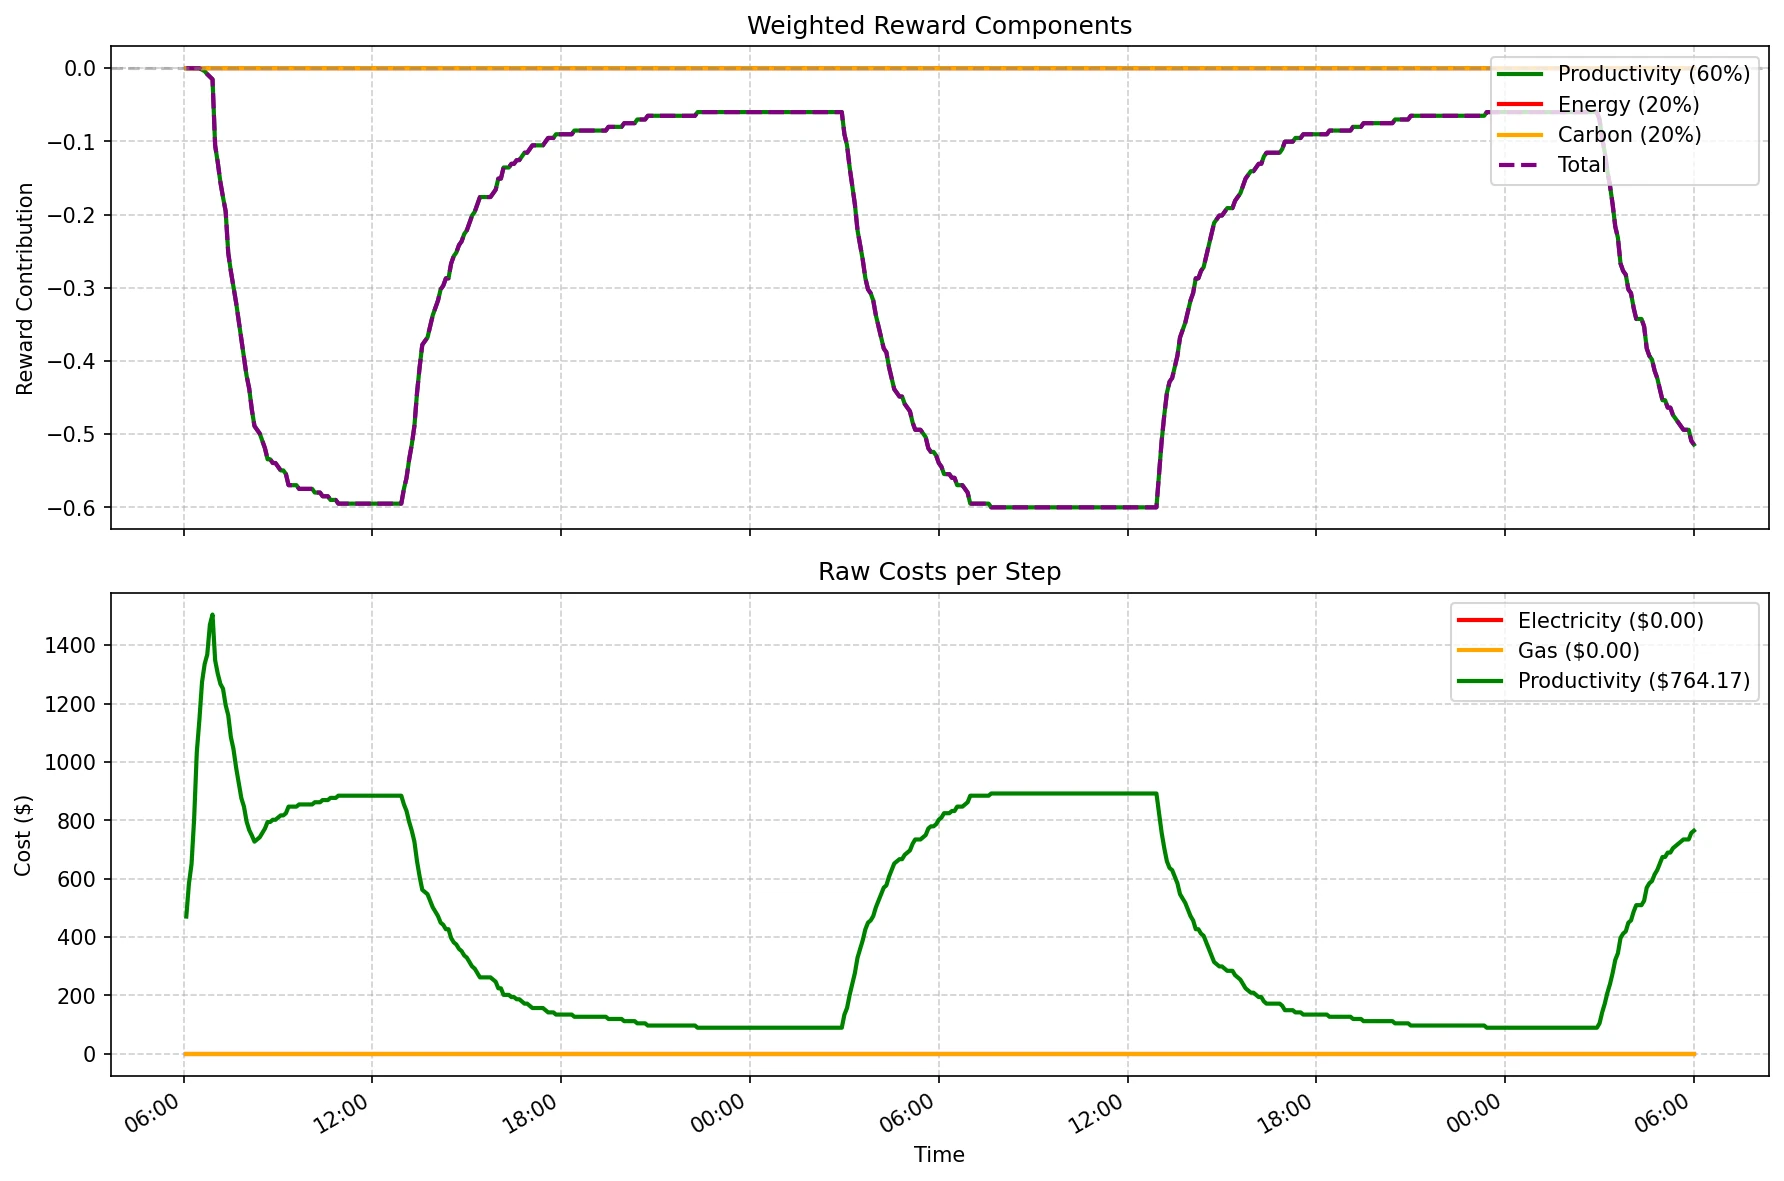 Weighted Reward Components
Reward Contribution
0.0
−0.1
−0.2
−0.3
−0.4
−0.5
−0.6
Productivity (60%)
Energy (20%)
Carbon (20%)
Total
Raw Costs per Step
Cost ($)
1400
1200
1000
800
600
400
200
0
Electricity ($0.00)
Gas ($0.00)
Productivity ($764.17)
06:00 12:00 18:00 00:00 06:00 12:00 18:00 00:00 06:00
Time